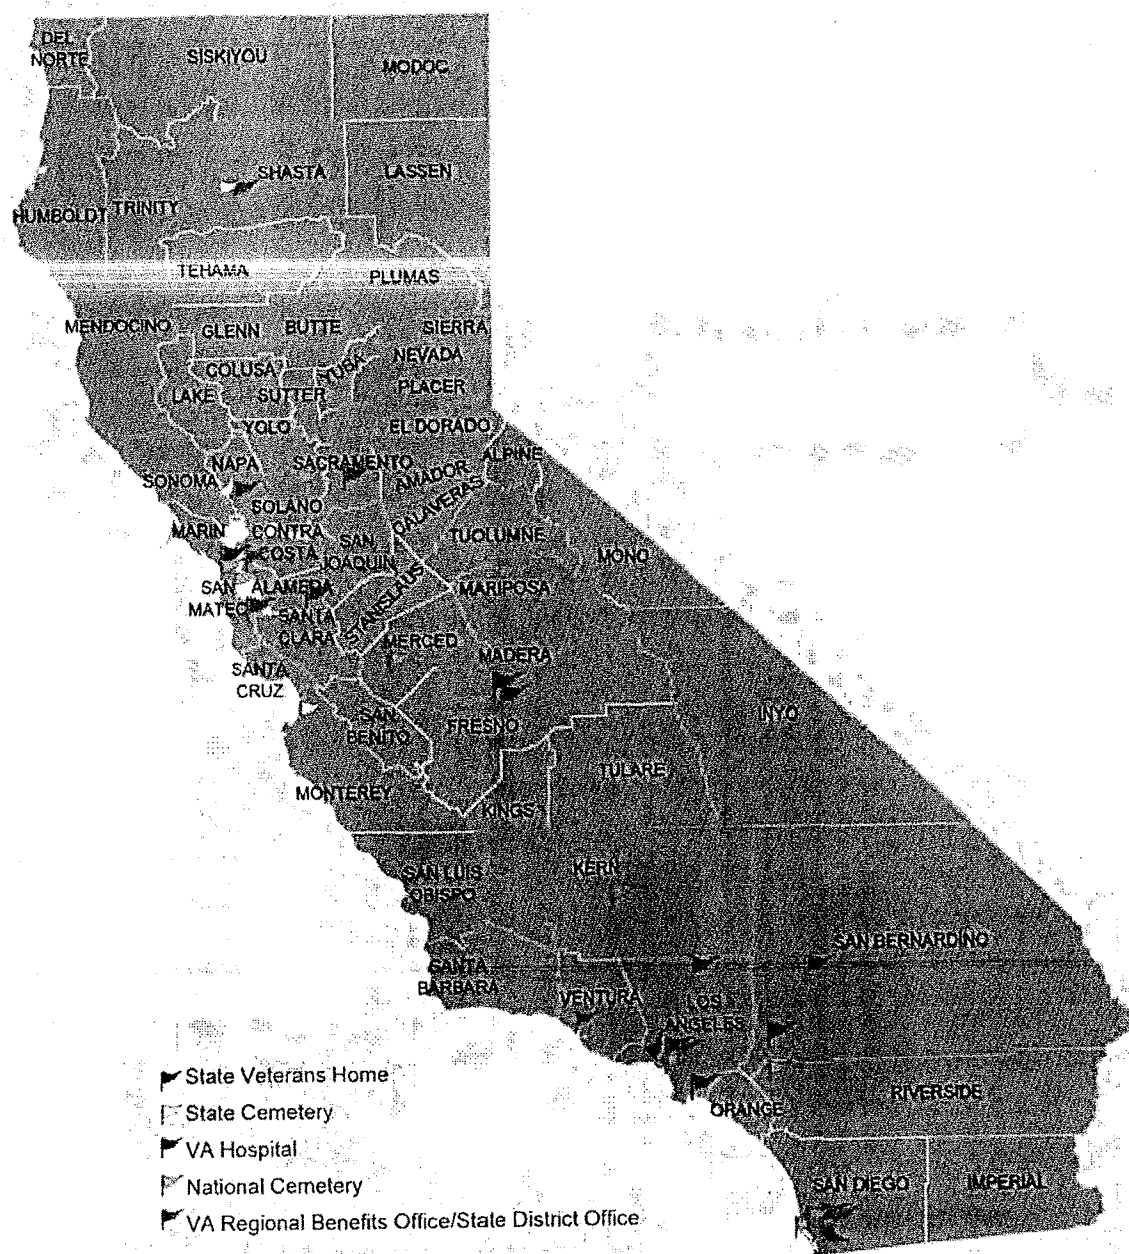 DEL
NORTE
SISKIYOU
MODOC
SHASTA
LASSEN
HUMBOLDT
TRINITY
TEHAMA
PLUMAS
MENDOCINO
GLENN
BUTTE
SIERRA
COLUSA
YUBA
NEVADA
LAKE
SUTTER
PLACER
YOLO
EL DORADO
NAPA
SACRAMENTO
ALPINE
SONOMA
AMADOR
SOLANO
CALAVERAS
MARIN
CONTRA
COSTA
SAN
JOAQUIN
TUOLUMNE
MONO
SAN
MATEO
ALAMEDA
STANISLAUS
MARIPOSA
SANTA
CLARA
MERCED
MADERA
SANTA
CRUZ
SAN
BENITO
FRESNO
INYO
TULARE
MONTEREY
KINGS
SAN LUIS
OBISPO
KERN
SAN BERNARDINO
SANTA
BARBARA
VENTURA
LOS
ANGELES
RIVERSIDE
ORANGE
SAN DIEGO
IMPERIAL
State Veterans Home
State Cemetery
VA Hospital
National Cemetery
VA Regional Benefits Office/State District Office